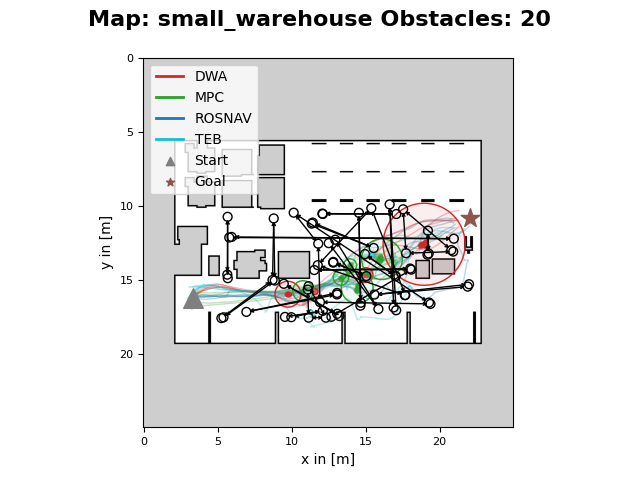 Map: small_warehouse Obstacles: 20
DWA
MPC
ROSNAV
TEB
Start
Goal
0
5
10
15
20
y in [m]
0
5
10
15
20
x in [m]